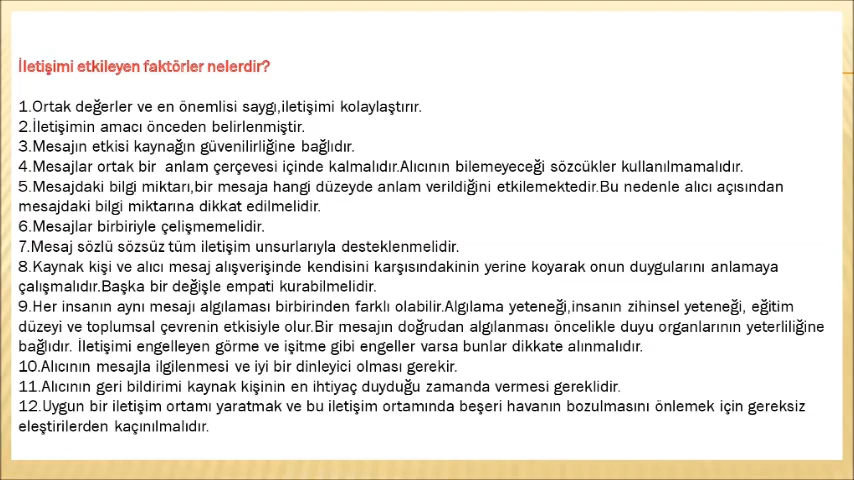 İletişimi etkileyen faktörler nelerdir?
1.Ortak değerler ve en önemlisi saygı,iletişimi kolaylaştırır.
2.İletişimin amacı önceden belirlenmiştir.
3.Mesajın etkisi kaynağın güvenilirliğine bağlıdır.
4.Mesajlar ortak bir anlam çerçevesi içinde kalmalıdır.Alıcının bilemeyeceği sözcükler kullanılmamalıdır.
5.Mesajdaki bilgi miktarı,bir mesaja hangi düzeyde anlam verildiğini etkilemektedir.Bu nedenle alıcı açısından
mesajdaki bilgi miktarına dikkat edilmelidir.
6.Mesajlar birbiriyle çelişmemelidir.
7.Mesaj sözlü sözsüz tüm iletişim unsurlarıyla desteklenmelidir.
8.Kaynak kişi ve alıcı mesaj alışverişinde kendisini karşısındakinin yerine koyarak onun duygularını anlamaya
çalışmalıdır.Başka bir değişle empati kurabilmelidir.
9.Her insanın aynı mesajı algılaması birbirinden farklı olabilir.Algılama yeteneği,insanın zihinsel yeteneği, eğitim
düzeyi ve toplumsal çevrenin etkisiyle olur.Bir mesajın doğrudan algılanması öncelikle duyu organlarının yeterliliğine
bağlıdır. İletişimi engelleyen görme ve işitme gibi engeller varsa bunlar dikkate alınmalıdır.
10.Alıcının mesajla ilgilenmesi ve iyi bir dinleyici olması gerekir.
11.Alıcının geri bildirimi kaynak kişinin en ihtiyaç duyduğu zamanda vermesi gereklidir.
12.Uygun bir iletişim ortamı yaratmak ve bu iletişim ortamında beşeri havanın bozulmasını önlemek için gereksiz
eleştirilerden kaçınılmalıdır.